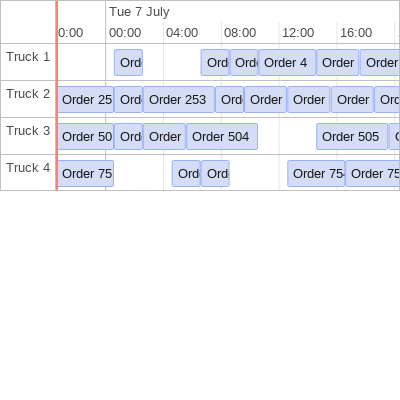 Tue 7 July
0:00 00:00 04:00 08:00 12:00 16:00
Truck 1 Ord Ord Ord Order 4 Order Order
Truck 2 Order 25 Ord Order 253 Ord Order Order Order Ord
Truck 3 Order 50 Ord Order Order 504 Order 505
Truck 4 Order 75 Ord Ord Order 754 Order 75